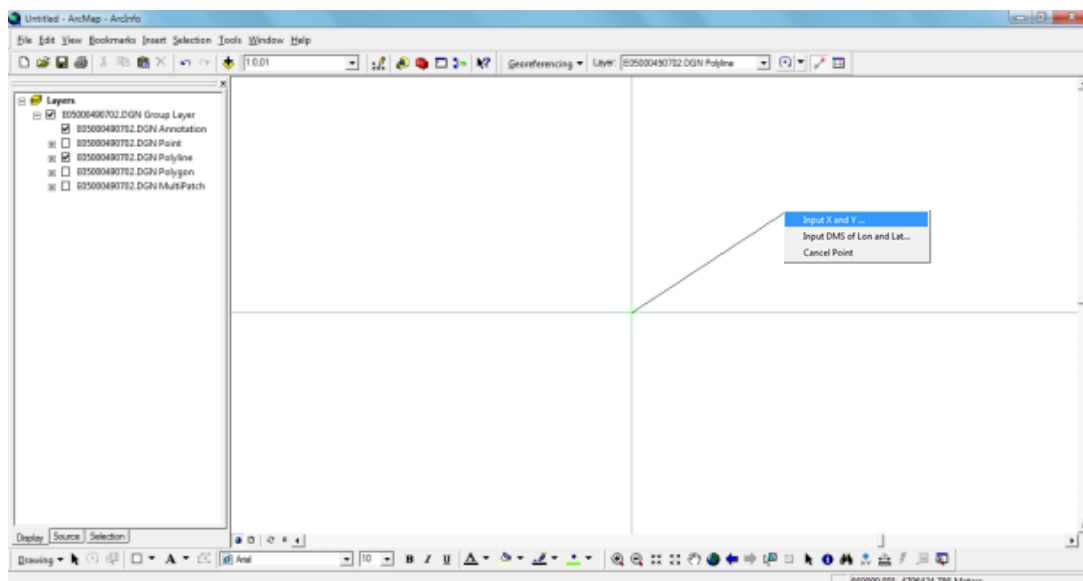 Untitled - ArcMap - ArcInfo
File Edit View Bookmarks Insert Selection Tools Window Help
1:0.01 Georeferencing Layer: E05000490702.DGN Polyline
Layers
E05000490702.DGN Group Layer
E05000490702.DGN Annotation
E05000490702.DGN Point
E05000490702.DGN Polyline
E05000490702.DGN Polygon
E05000490702.DGN MultiPatch
Input X and Y ...
Input DMS of Lon and Lat...
Cancel Point
Display Source Selection
Drawing A Arial 10 B I U A
Meters